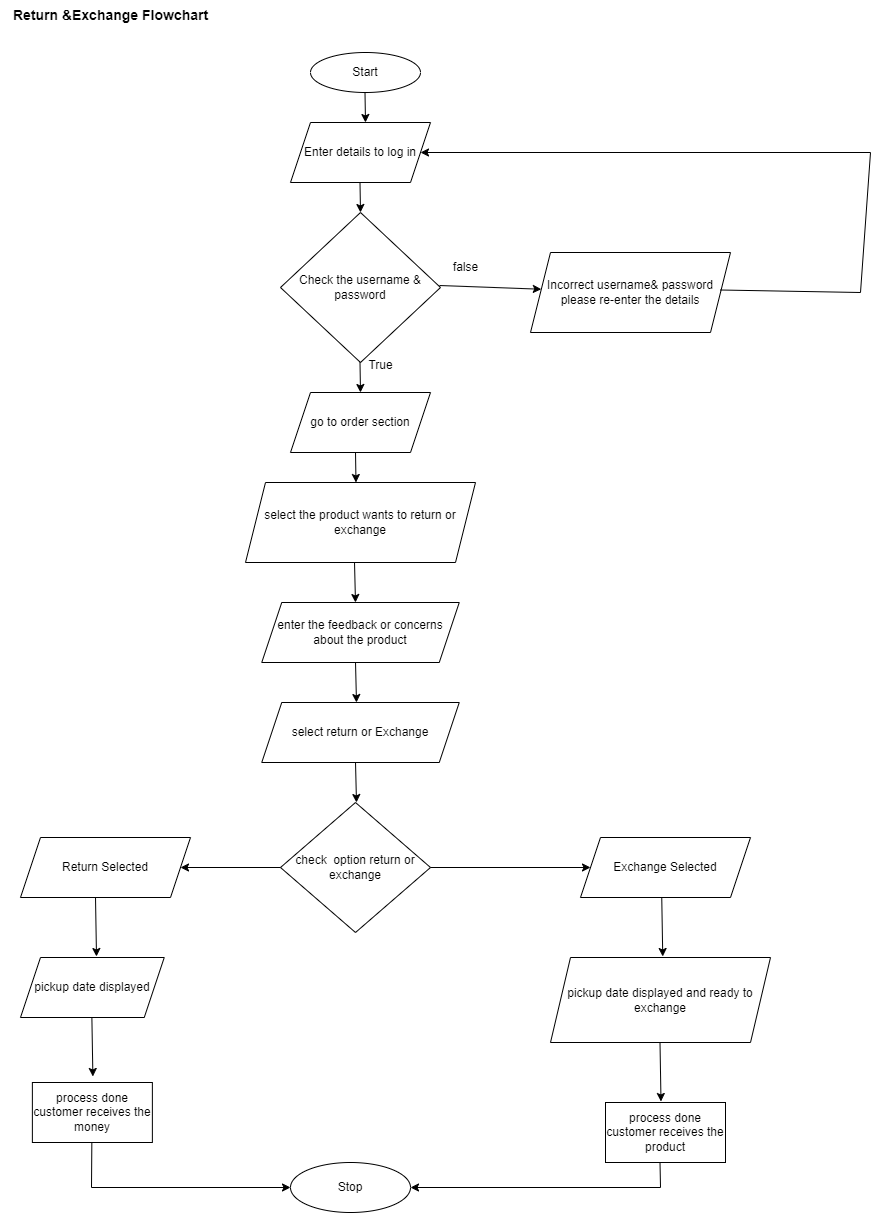 Return &Exchange Flowchart
Start
Enter details to log in
Check the username &
password
false
Incorrect username& password
please re-enter the details
True
go to order section
select the product wants to return or
exchange
enter the feedback or concerns
about the product
select return or Exchange
check  option return or
exchange
Return Selected
Exchange Selected
pickup date displayed
pickup date displayed and ready to
exchange
process done
customer receives the
money
process done
customer receives the
product
Stop